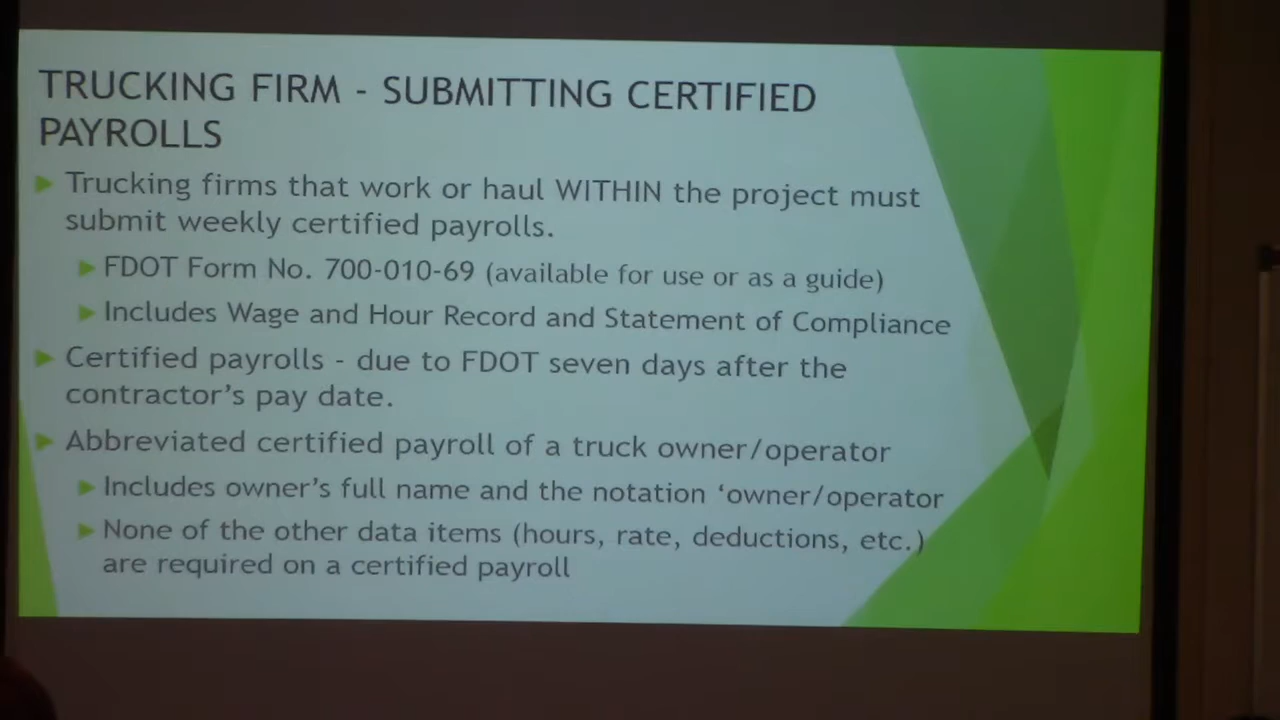 TRUCKING FIRM - SUBMITTING CERTIFIED
PAYROLLS
Trucking firms that work or haul WITHIN the project must
submit weekly certified payrolls.
FDOT Form No. 700-010-69 (available for use or as a guide)
Includes Wage and Hour Record and Statement of Compliance
Certified payrolls - due to FDOT seven days after the
contractor's pay date.
Abbreviated certified payroll of a truck owner/operator
Includes owner's full name and the notation 'owner/operator
None of the other data items (hours, rate, deductions, etc.)
are required on a certified payroll